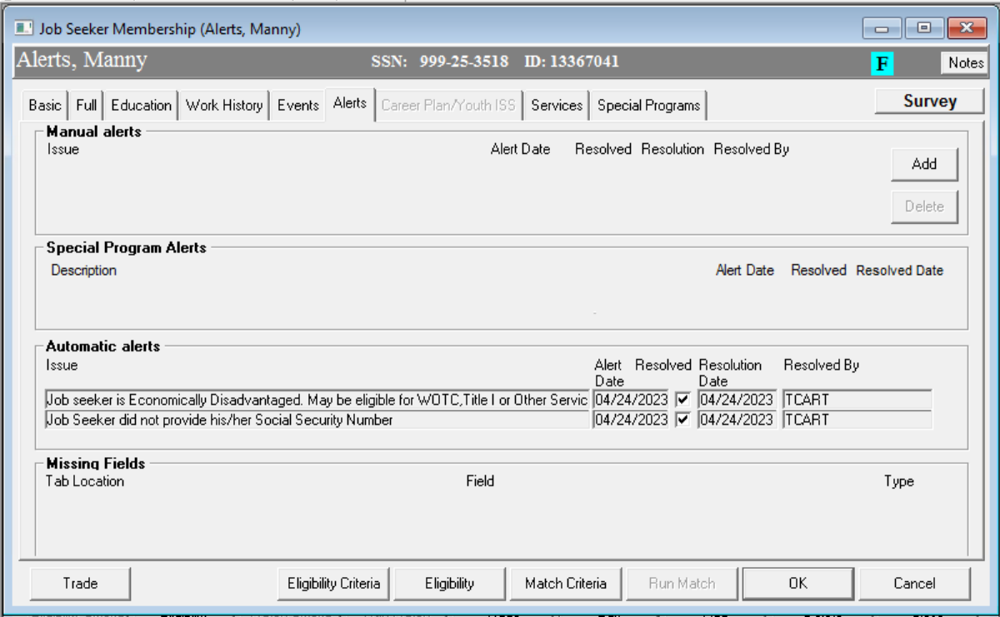 Job Seeker Membership (Alerts, Manny)
Alerts, Manny SSN: 999-25-3518 ID: 13367041 F Notes
Basic Full Education Work History Events Alerts Career Plan/Youth ISS Services Special Programs Survey
Manual alerts
Issue Alert Date Resolved Resolution Resolved By
Add
Delete
Special Program Alerts
Description Alert Date Resolved Resolved Date
Automatic alerts
Issue Alert Date Resolved Resolution Date Resolved By
Job seeker is Economically Disadvantaged. May be eligible for WOTC,Title I or Other Servic 04/24/2023 04/24/2023 TCART
Job Seeker did not provide his/her Social Security Number 04/24/2023 04/24/2023 TCART
Missing Fields
Tab Location Field Type
Trade Eligibility Criteria Eligibility Match Criteria Run Match OK Cancel